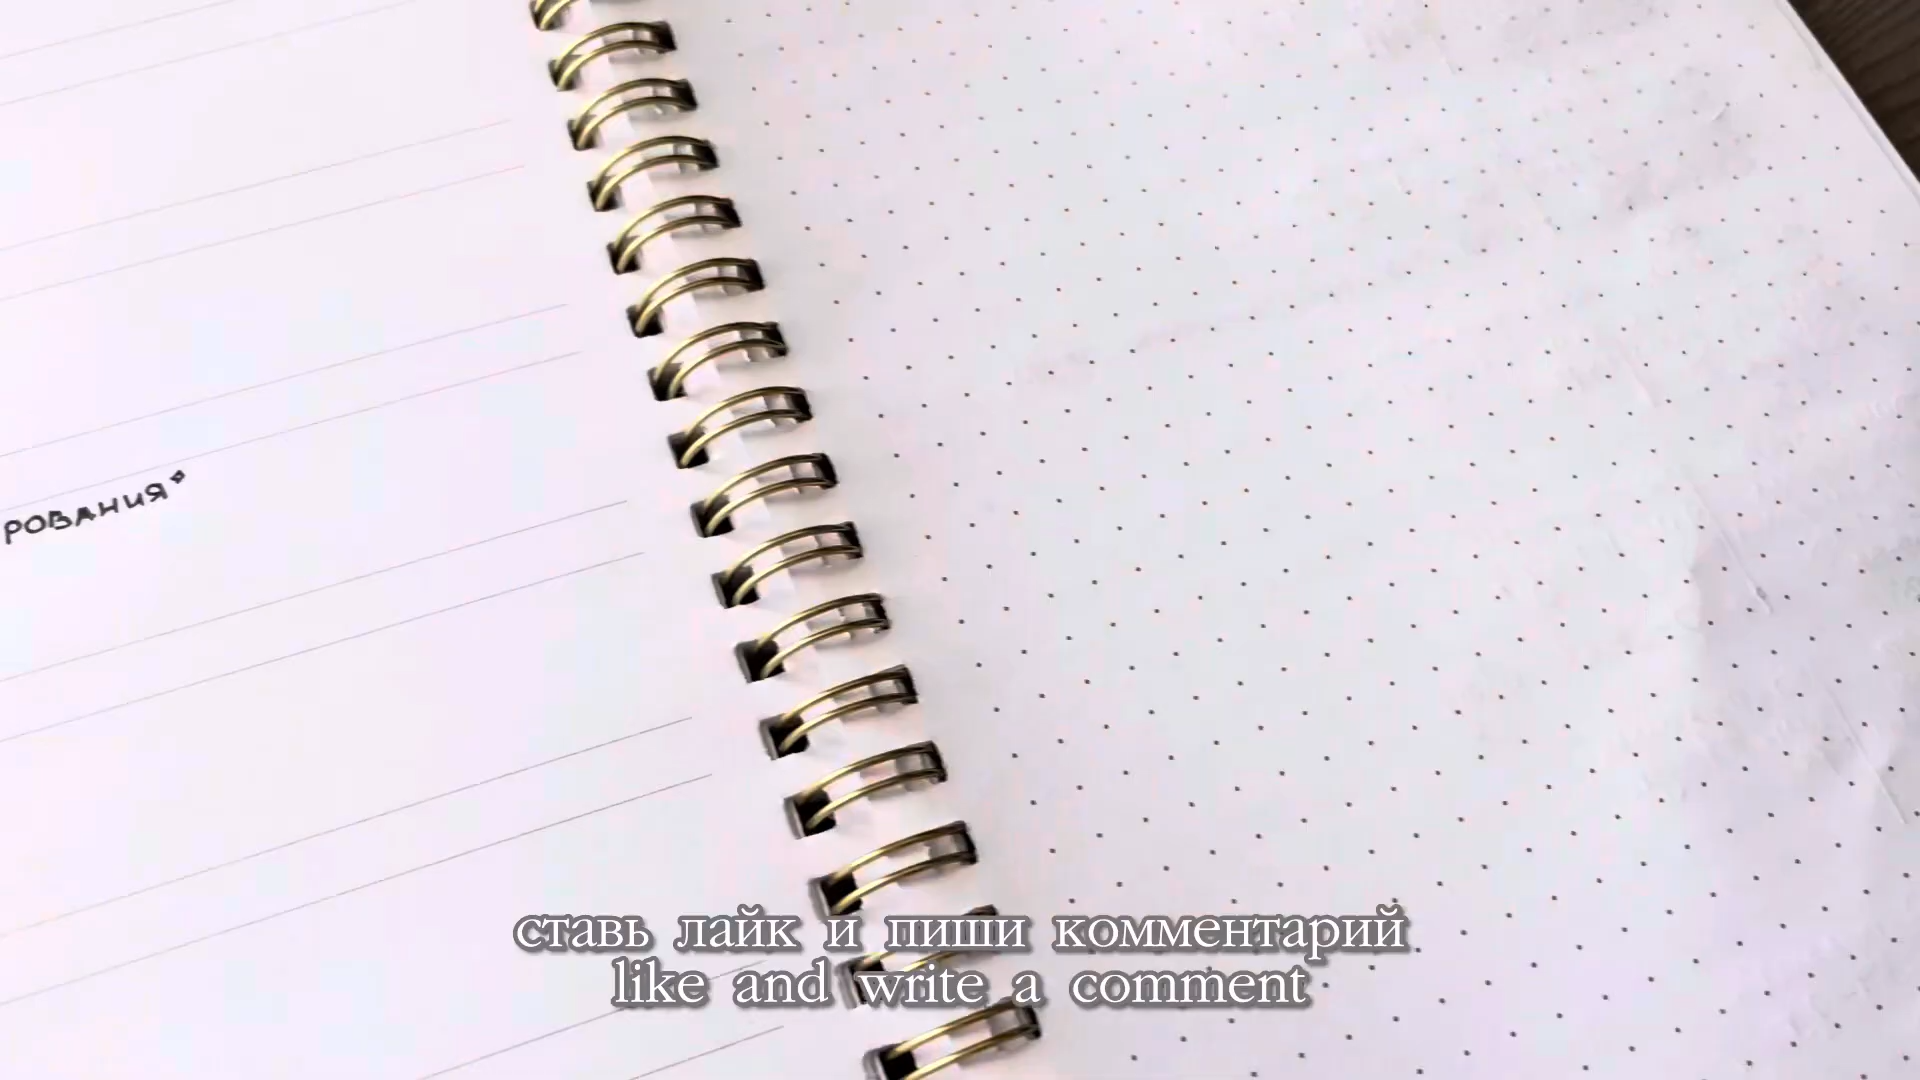 рования
ставь лайк и пиши комментарий
like and write a comment